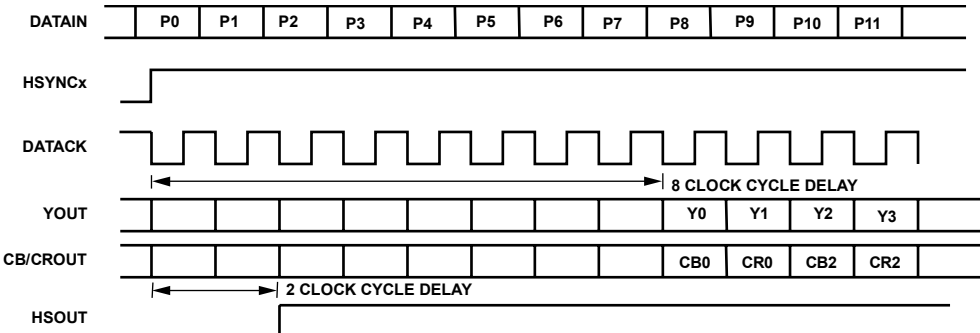 DATAIN P0 P1 P2 P3 P4 P5 P6 P7 P8 P9 P10 P11
HSYNCx
DATACK
8 CLOCK CYCLE DELAY
YOUT Y0 Y1 Y2 Y3
CB/CROUT CB0 CR0 CB2 CR2
2 CLOCK CYCLE DELAY
HSOUT